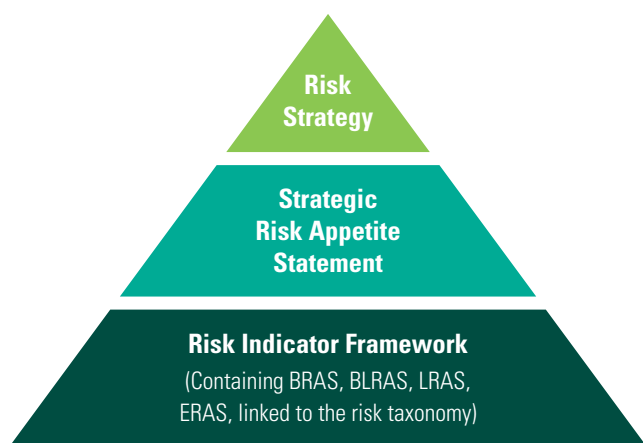 Risk
Strategy
Strategic
Risk Appetite
Statement
Risk Indicator Framework
(Containing BRAS, BLRAS, LRAS,
ERAS, linked to the risk taxonomy)